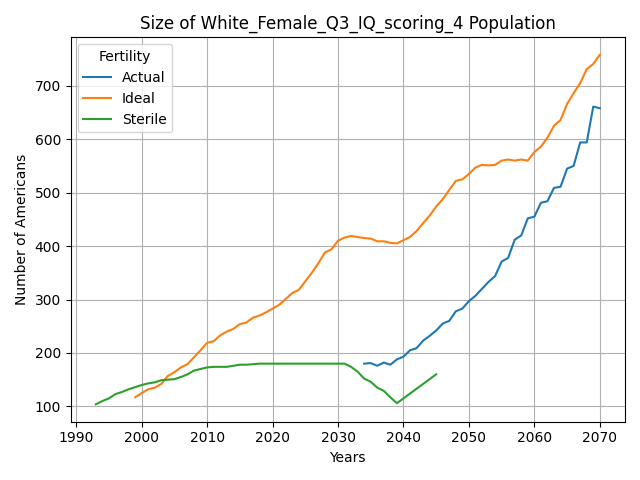 Size of White_Female_Q3_IQ_scoring_4 Population
Fertility
Actual
Ideal
Sterile
Number of Americans
700
600
500
400
300
200
100
1990
2000
2010
2020
2030
2040
2050
2060
2070
Years